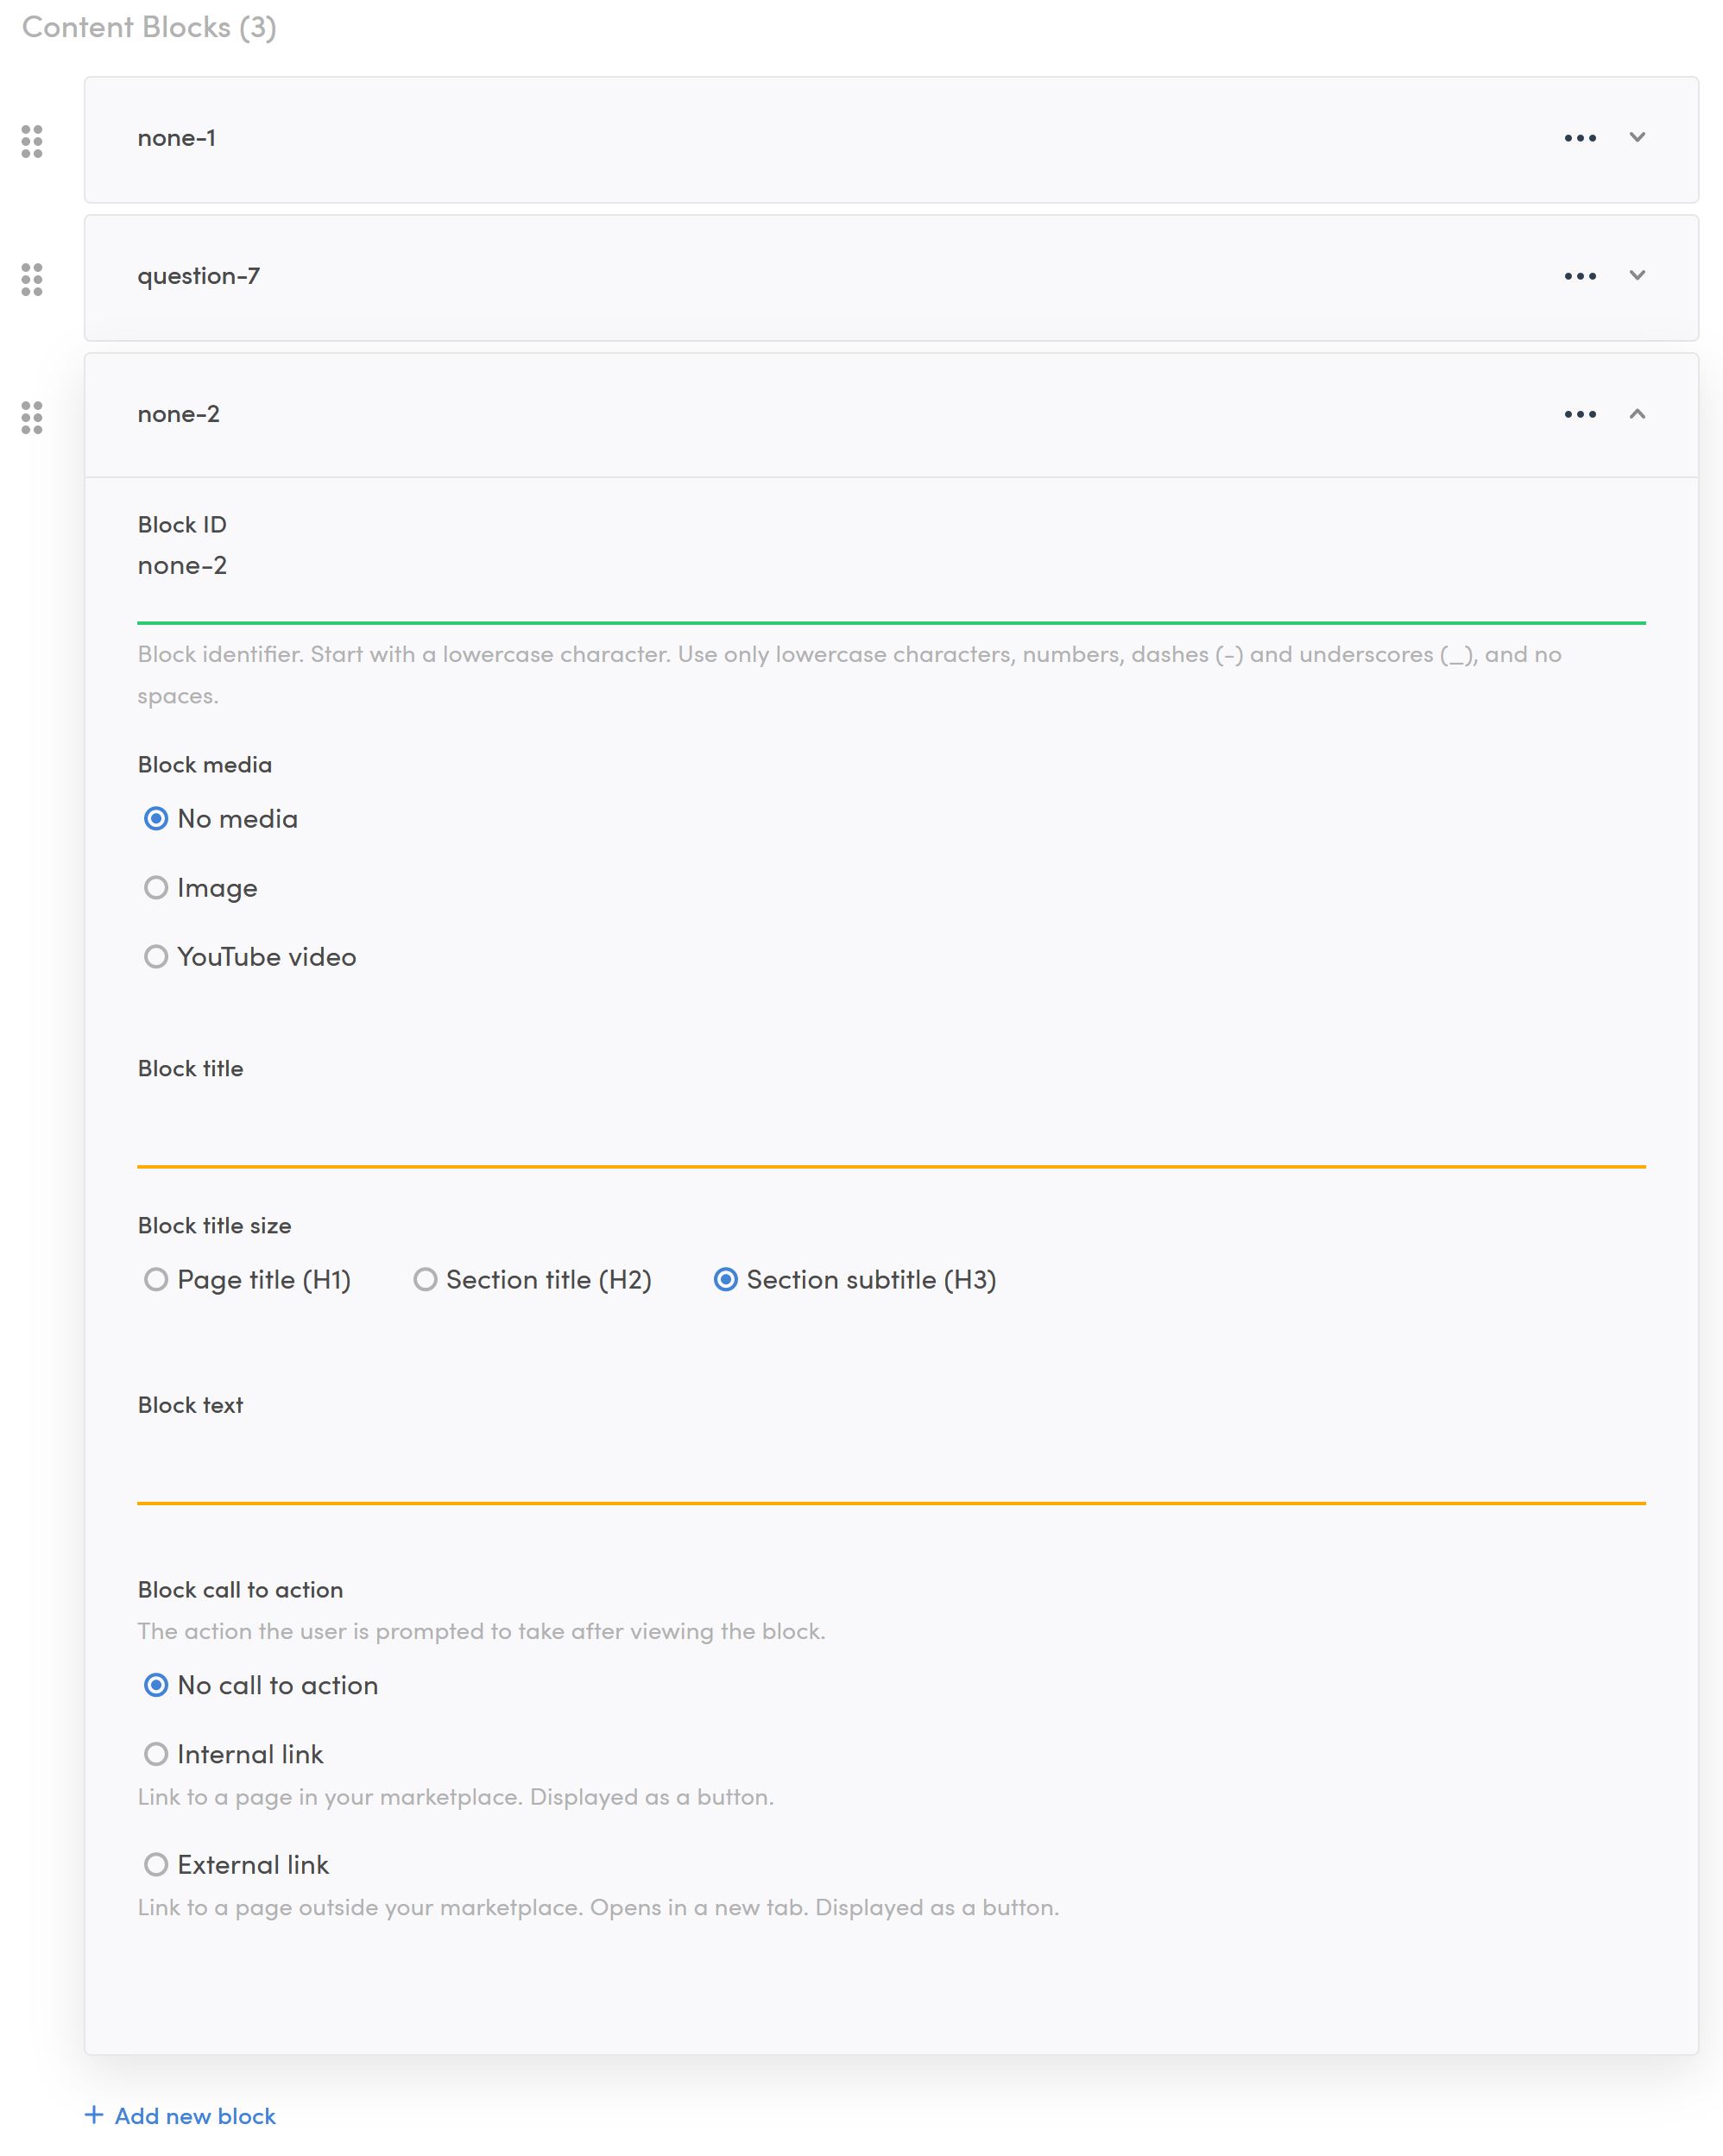 Content Blocks (3)
none-1
question-7
none-2
Block ID
none-2
Block identifier. Start with a lowercase character. Use only lowercase characters, numbers, dashes (-) and underscores (_), and no
spaces.
Block media
No media
Image
YouTube video
Block title
Block title size
Page title (H1) Section title (H2) Section subtitle (H3)
Block text
Block call to action
The action the user is prompted to take after viewing the block.
No call to action
Internal link
Link to a page in your marketplace. Displayed as a button.
External link
Link to a page outside your marketplace. Opens in a new tab. Displayed as a button.
+ Add new block